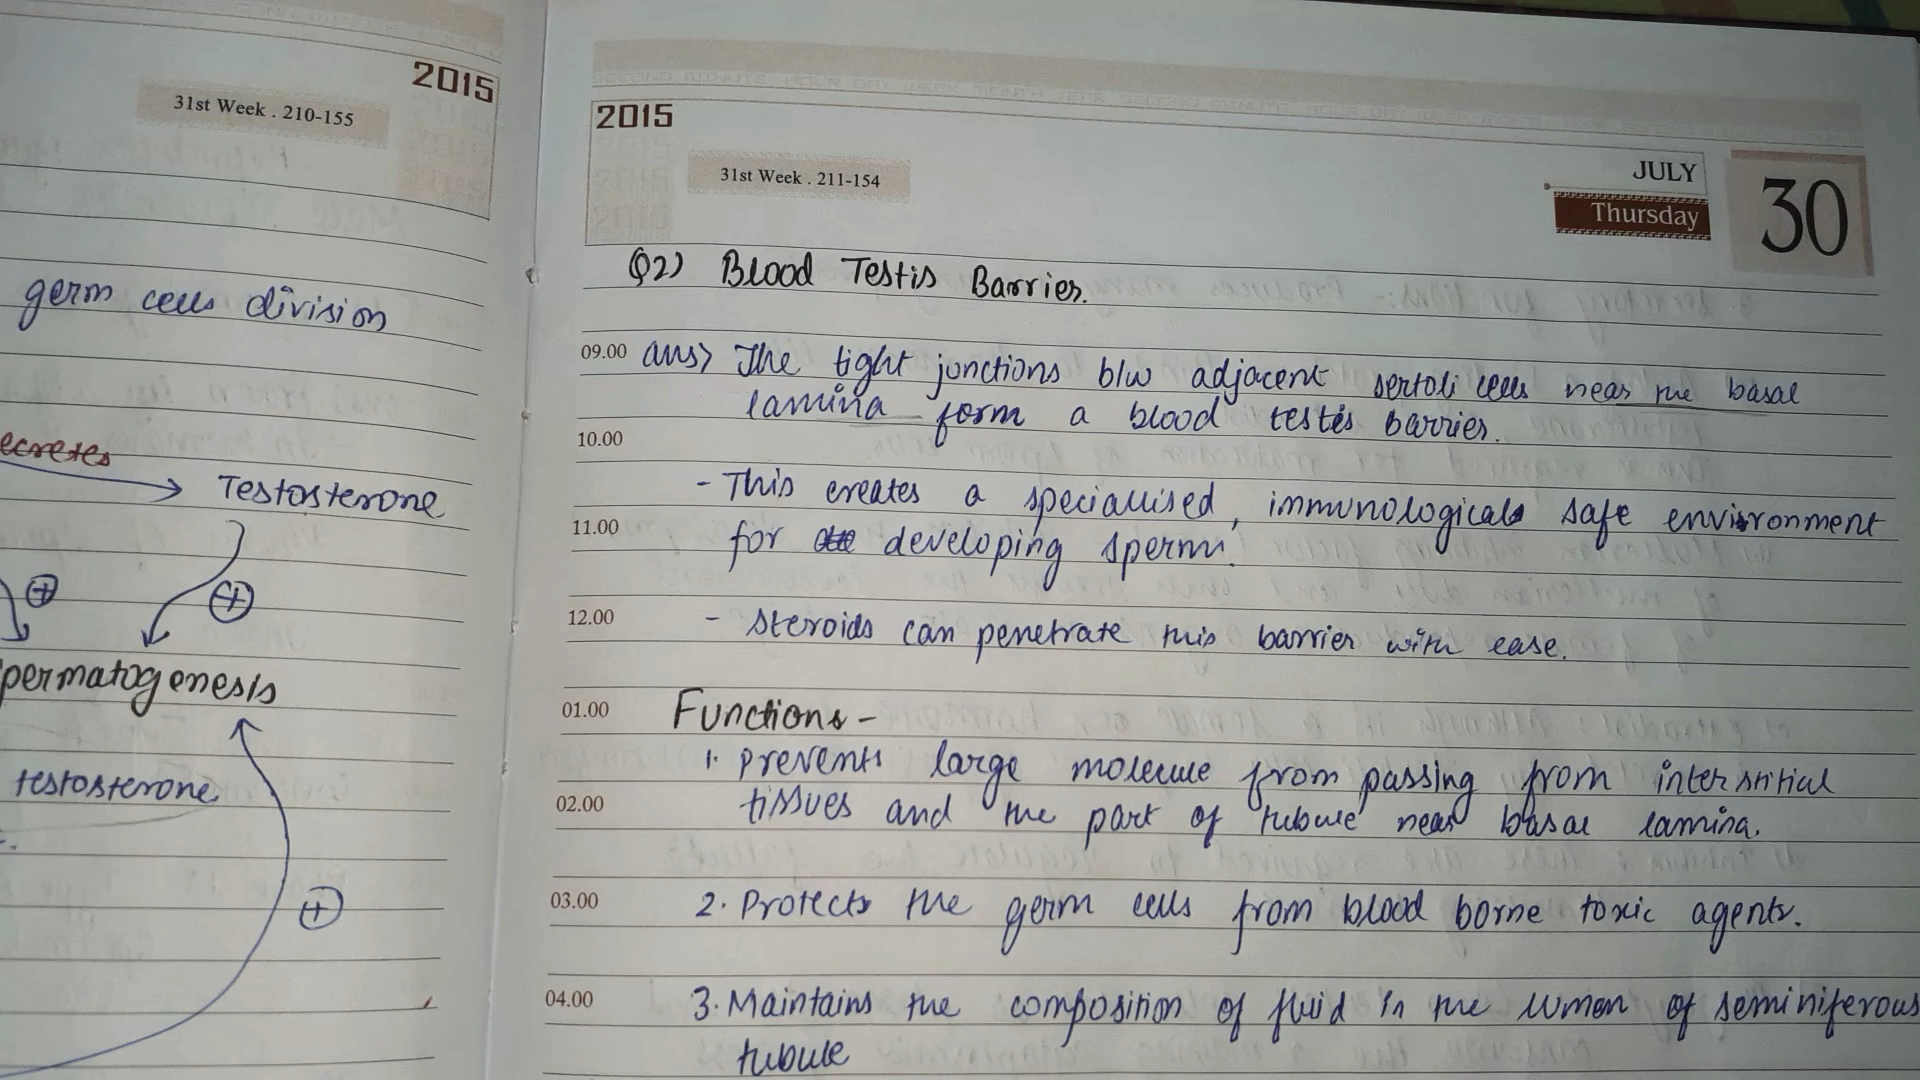 2015
31st Week . 210-155
germ cells division
ecretes
Testosterone
+
+
permatogenesis
testosterone
+
2015
31st Week . 211-154
JULY
Thursday
30
Q2) Blood Testis Barrier.
09.00
ans> The tight junctions b/w adjacent sertoli cells near the basal
lamina form a blood testis barrier.
10.00
- This creates a speciallised, immunological safe environment
11.00
for developing sperm.
12.00
- Steroids can penetrate this barrier with ease.
01.00
Functions -
1. prevents large molecule from passing from interstitial
02.00
tissues and the part of tubule near basal lamina.
03.00
2. Protects the germ cells from blood borne toxic agents.
04.00
3. Maintains the composition of fluid in the lumen of seminiferous
tubule